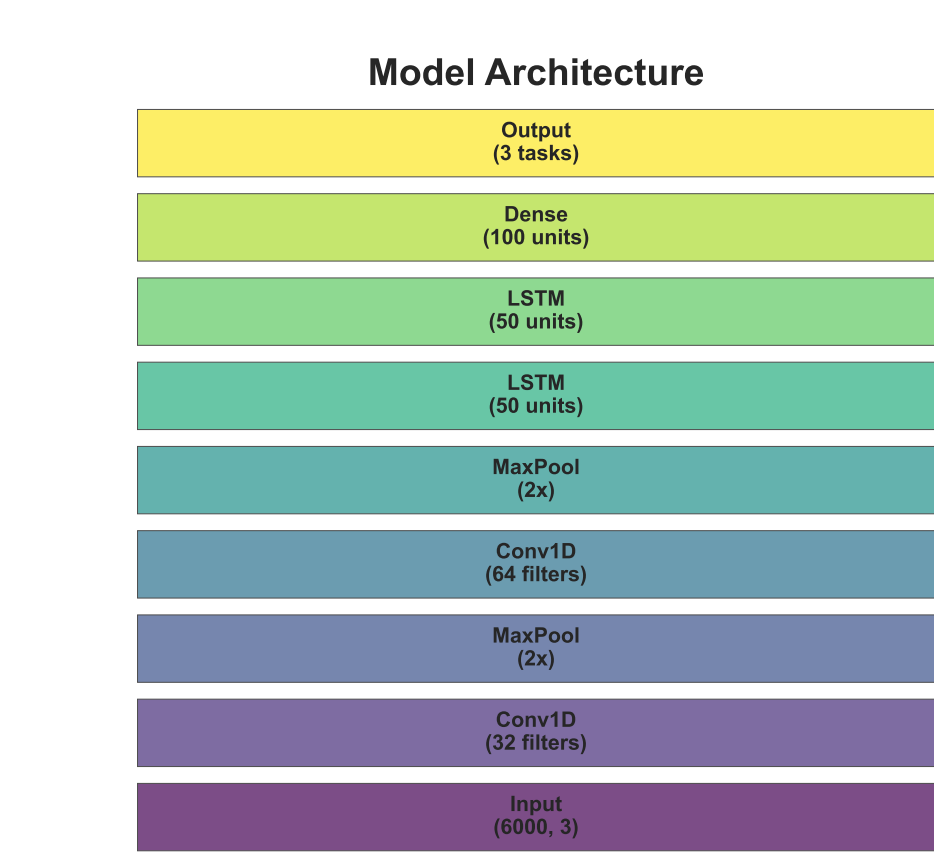 Model Architecture
Output
(3 tasks)
Dense
(100 units)
LSTM
(50 units)
LSTM
(50 units)
MaxPool
(2x)
Conv1D
(64 filters)
MaxPool
(2x)
Conv1D
(32 filters)
Input
(6000, 3)